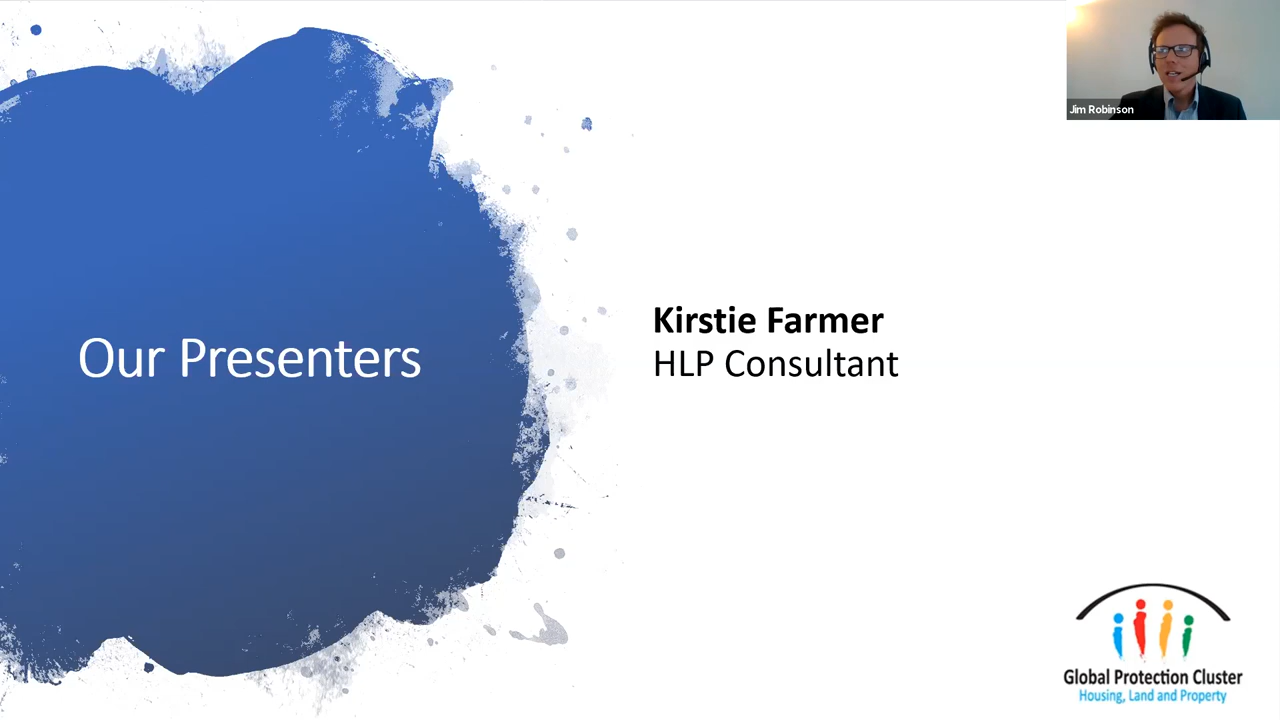 Jim Robinson
Our Presenters
Kirstie Farmer
HLP Consultant
Global Protection Cluster
Housing, Land and Property